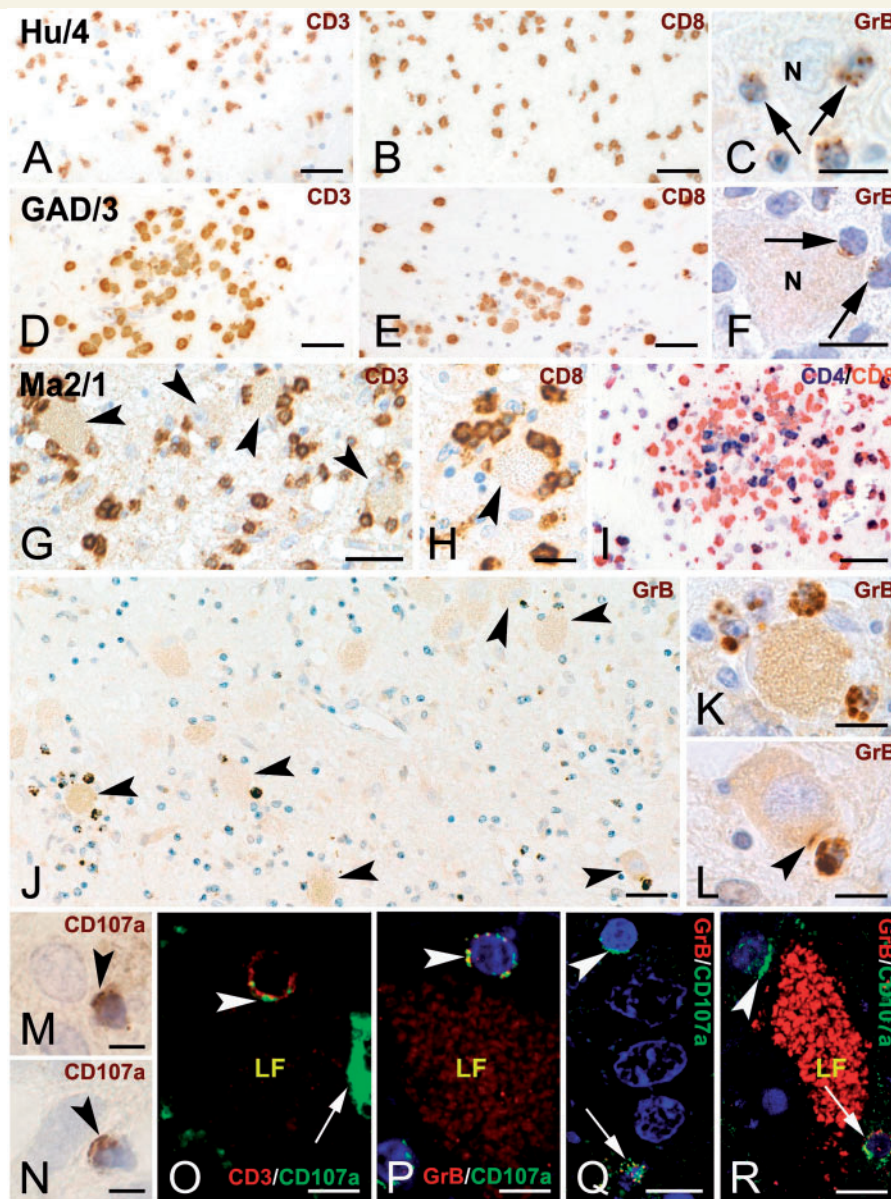 Hu/4
CD3
A
CD8
B
GrB
N
C
GAD/3
CD3
D
CD8
E
GrB
N
F
Ma2/1
CD3
G
CD8
H
CD4/CD8
I
GrB
J
GrB
K
GrB
L
CD107a
M
CD107a
N
LF
O
CD3/CD107a
LF
P
GrB/CD107a
GrB/CD107a
Q
GrB/CD107a
LF
R